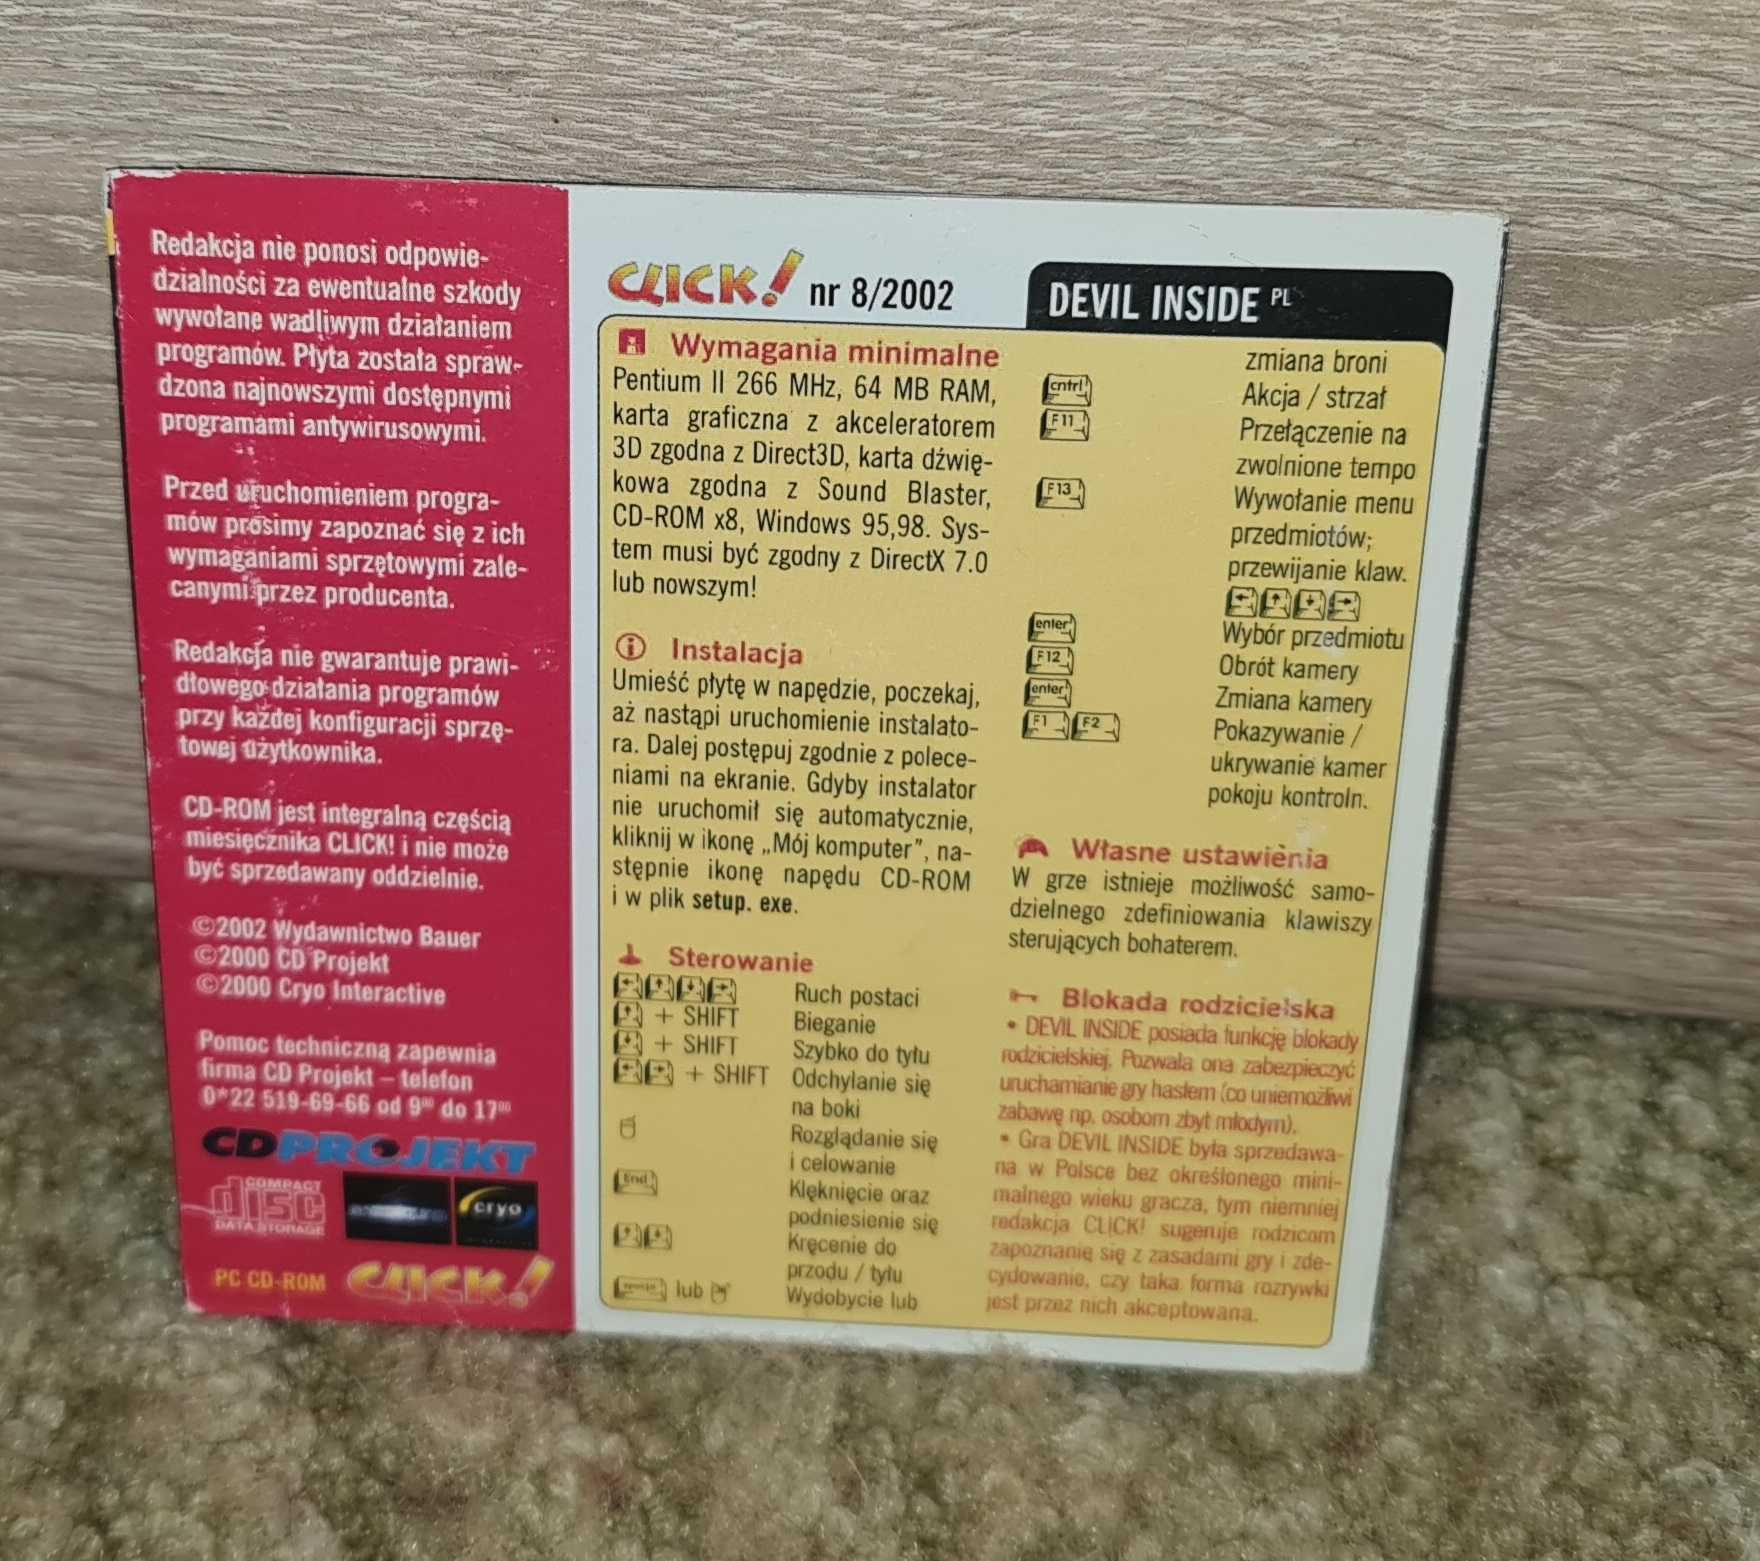 Redakcja nie ponosi odpowie-
dzialności za ewentualne szkody
wywołane wadliwym działaniem
programów. Płyta została spraw-
dzona najnowszymi dostępnymi
programami antywirusowymi.
Przed uruchomieniem progra-
mów prosimy zapoznać się z ich
wymaganiami sprzętowymi zale-
canymi przez producenta.
Redakcja nie gwarantuje prawi-
dłowego działania programów
przy każdej konfiguracji sprzę-
towej użytkownika.
CD-ROM jest integralną częścią
miesięcznika CLICK! i nie może
być sprzedawany oddzielnie.
©2002 Wydawnictwo Bauer
©2000 CD Projekt
©2000 Cryo Interactive
Pomoc techniczną zapewnia
firma CD Projekt – telefon
0*22 519-69-66 od 9⁰⁰ do 17⁰⁰
CD PROJEKT
COMPACT
disc
DATA STORAGE
cryo
PC CD-ROM CLICK!
CLICK! nr 8/2002
DEVIL INSIDE PL
Wymagania minimalne
Pentium II 266 MHz, 64 MB RAM,
karta graficzna z akceleratorem
3D zgodna z Direct3D, karta dźwię-
kowa zgodna z Sound Blaster,
CD-ROM x8, Windows 95,98. Sys-
tem musi być zgodny z DirectX 7.0
lub nowszym!
Instalacja
Umieść płytę w napędzie, poczekaj,
aż nastąpi uruchomienie instalato-
ra. Dalej postępuj zgodnie z polece-
niami na ekranie. Gdyby instalator
nie uruchomił się automatycznie,
kliknij w ikonę „Mój komputer”, na-
stępnie ikonę napędu CD-ROM
i w plik setup. exe.
Sterowanie
Ruch postaci
+ SHIFT Bieganie
+ SHIFT Szybko do tyłu
+ SHIFT Odchylanie się
na boki
Rozglądanie się
i celowanie
End Klęknięcie oraz
podniesienie się
Kręcenie do
przodu / tyłu
lub Wydobycie lub
zmiana broni
cntrl Akcja / strzał
F11 Przełączenie na
zwolnione tempo
F13 Wywołanie menu
przedmiotów;
przewijanie klaw.
enter Wybór przedmiotu
F12 Obrót kamery
enter Zmiana kamery
F1 F2 Pokazywanie /
ukrywanie kamer
pokoju kontroln.
Własne ustawienia
W grze istnieje możliwość samo-
dzielnego zdefiniowania klawiszy
sterujących bohaterem.
Blokada rodzicielska
• DEVIL INSIDE posiada funkcję blokady
rodzicielskiej. Pozwala ona zabezpieczyć
uruchamianie gry hasłem (co uniemożliwi
zabawę np. osobom zbyt młodym).
• Gra DEVIL INSIDE była sprzedawa-
na w Polsce bez określonego mini-
malnego wieku gracza, tym niemniej
redakcja CLICK! sugeruje rodzicom
zapoznanie się z zasadami gry i zde-
cydowanie, czy taka forma rozrywki
jest przez nich akceptowana.